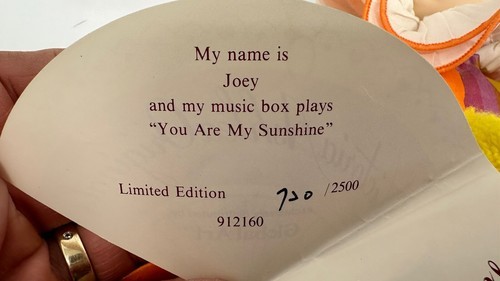 My name is
Joey
and my music box plays
“You Are My Sunshine”
Limited Edition 720 /2500
912160